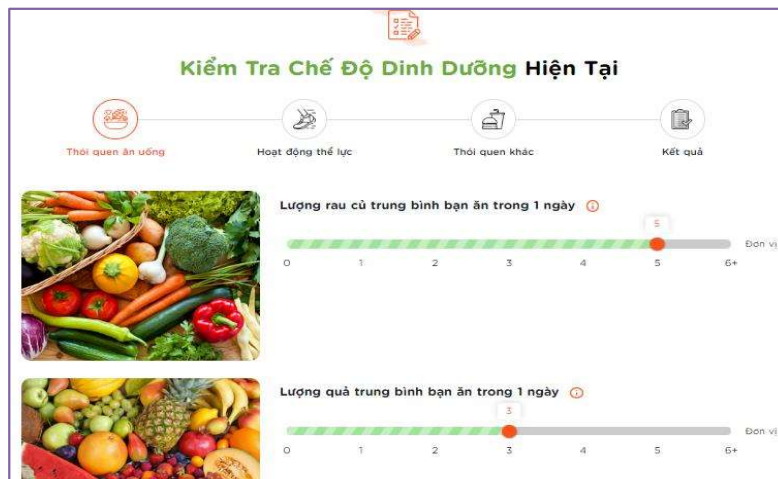 Kiểm Tra Chế Độ Dinh Dưỡng Hiện Tại
Thói quen ăn uống
Hoạt động thể lực
Thói quen khác
Kết quả
Lượng rau củ trung bình bạn ăn trong 1 ngày
5
Đơn vị
0 1 2 3 4 5 6+
Lượng quả trung bình bạn ăn trong 1 ngày
3
Đơn vị
0 1 2 3 4 5 6+